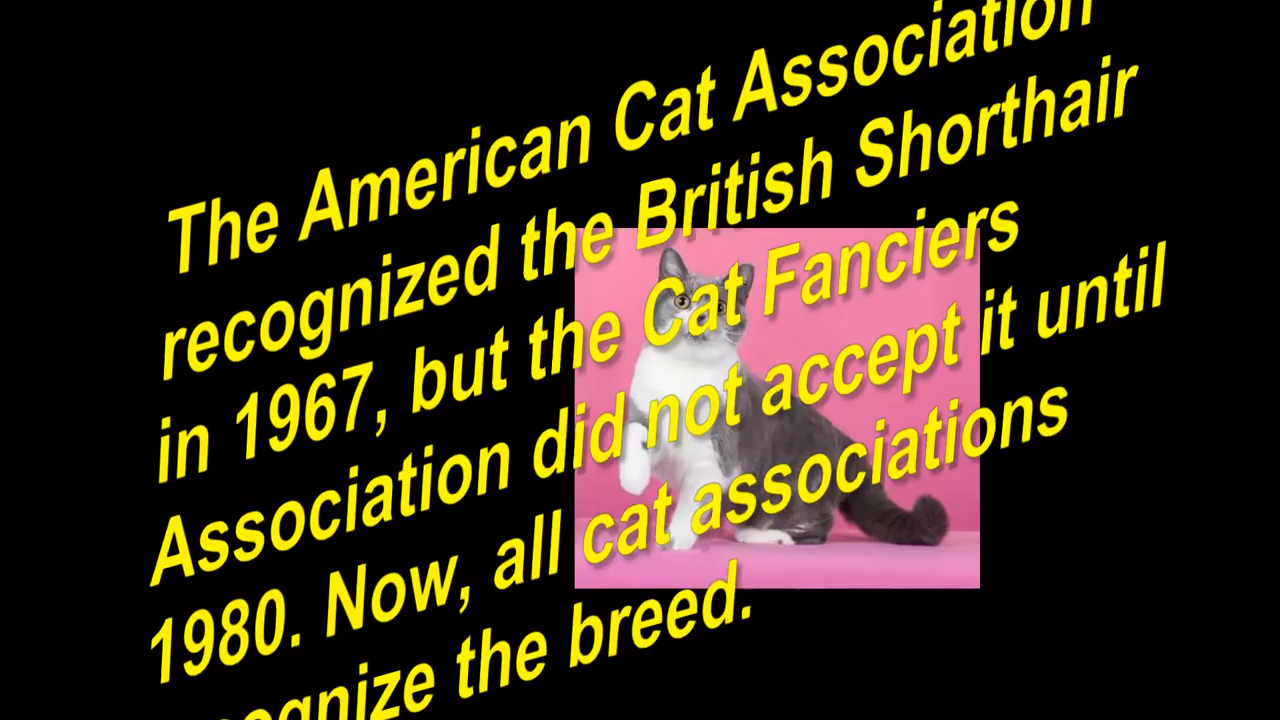 The American Cat Association
recognized the British Shorthair
in 1967, but the Cat Fanciers
Association did not accept it until
1980. Now, all cat associations
recognize the breed.